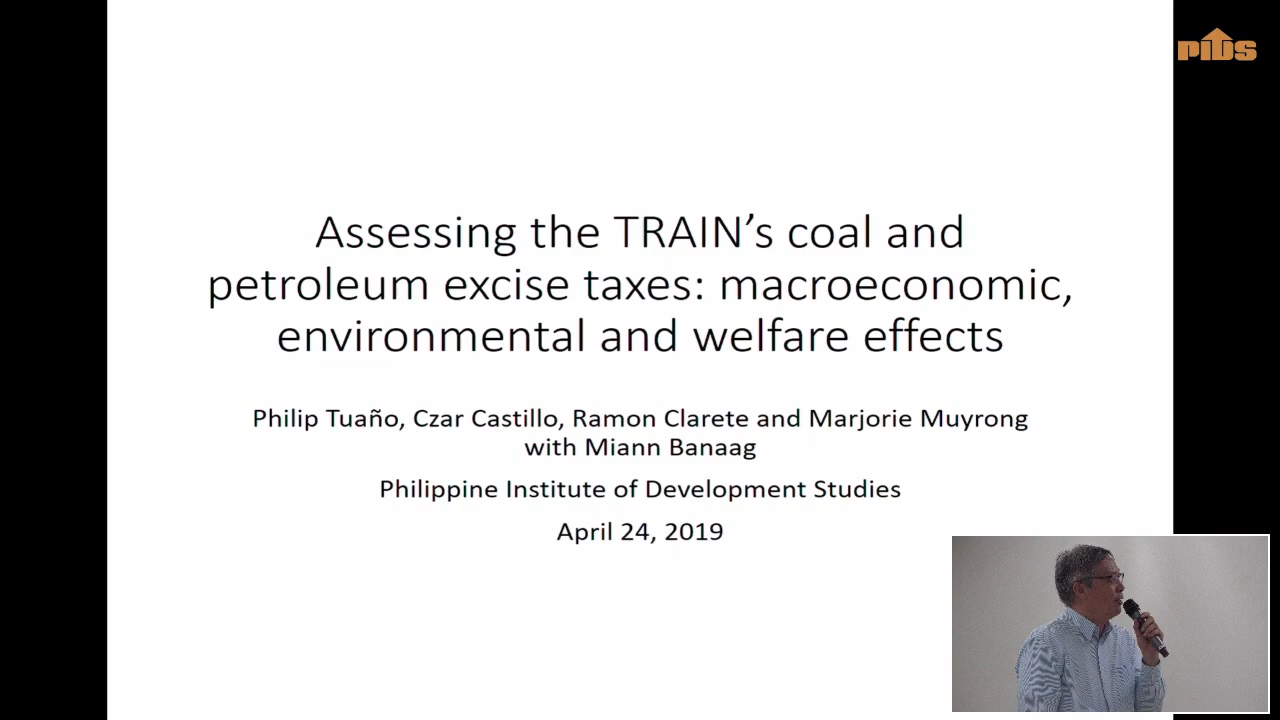 PIDS
Assessing the TRAIN’s coal and
petroleum excise taxes: macroeconomic,
environmental and welfare effects
Philip Tuaño, Czar Castillo, Ramon Clarete and Marjorie Muyrong
with Miann Banaag
Philippine Institute of Development Studies
April 24, 2019